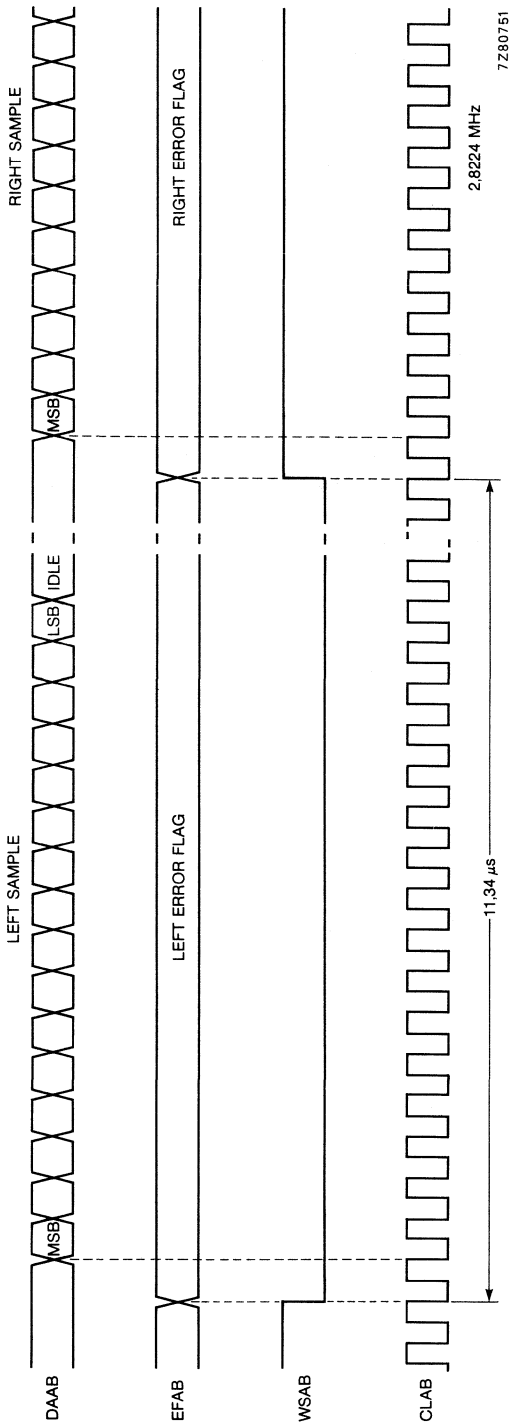 LEFT SAMPLE
RIGHT SAMPLE
DAAB
MSB
LSB
IDLE
MSB
EFAB
LEFT ERROR FLAG
RIGHT ERROR FLAG
WSAB
CLAB
2,8224 MHz
11,34 μs
7Z80751